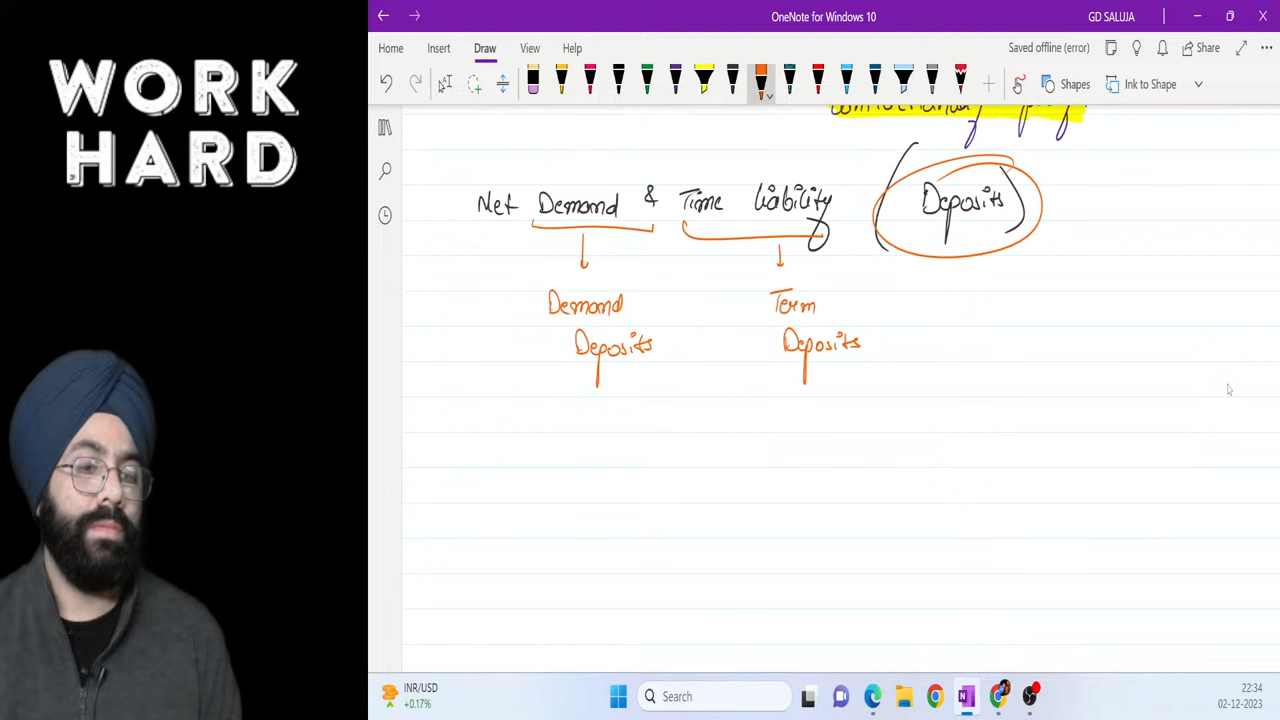 WORK
HARD
OneNote for Windows 10
GD SALUJA
Home
Insert
Draw
View
Help
Saved offline (error)
Share
Shapes
Ink to Shape
Net Demand & Time liability (Deposits)
Demand
Deposits
Term
Deposits
INR/USD
+0.17%
Search
22:34
02-12-2023